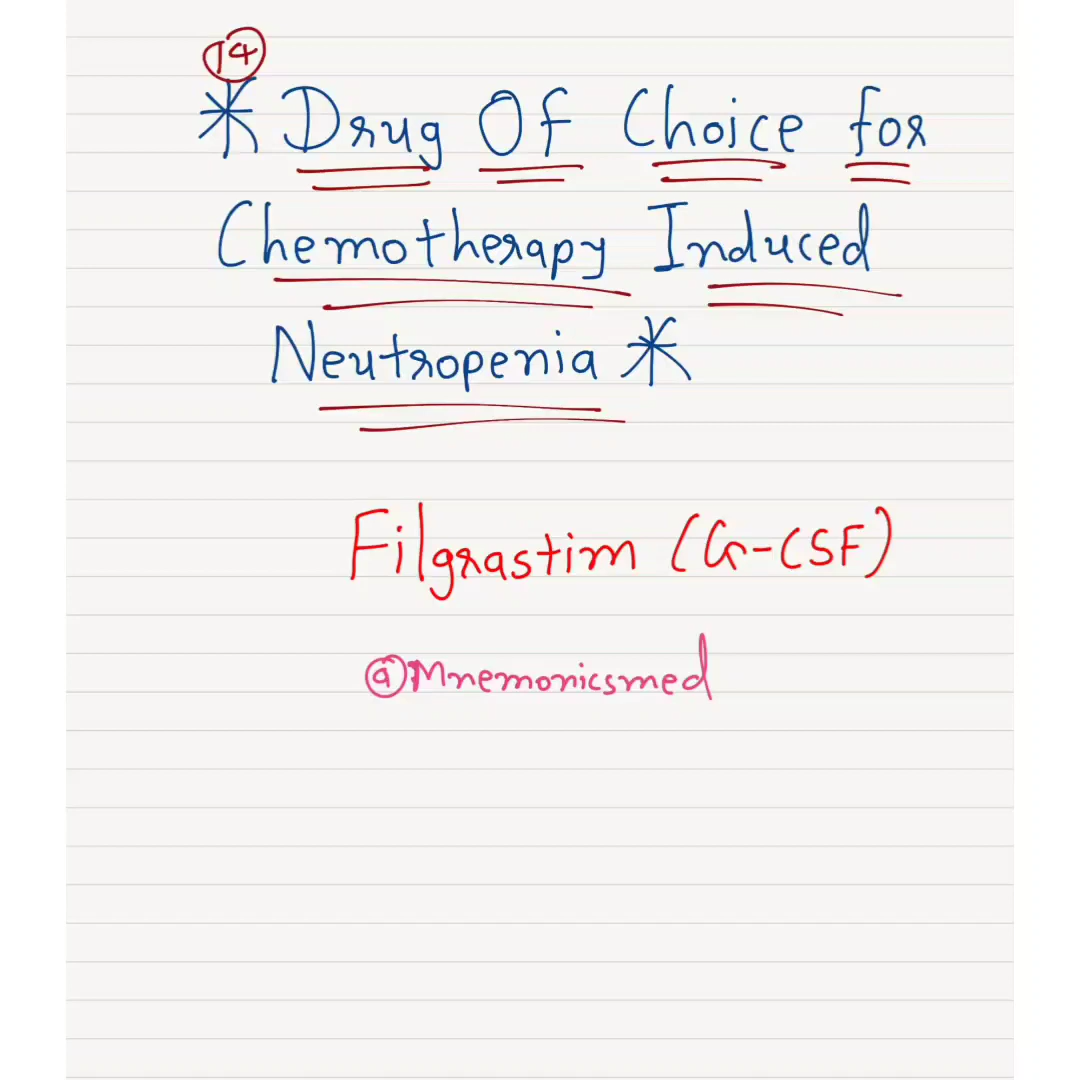 14
* Drug Of Choice for
Chemotherapy Induced
Neutropenia *
Filgrastim (G-CSF)
@Mnemonicsmed